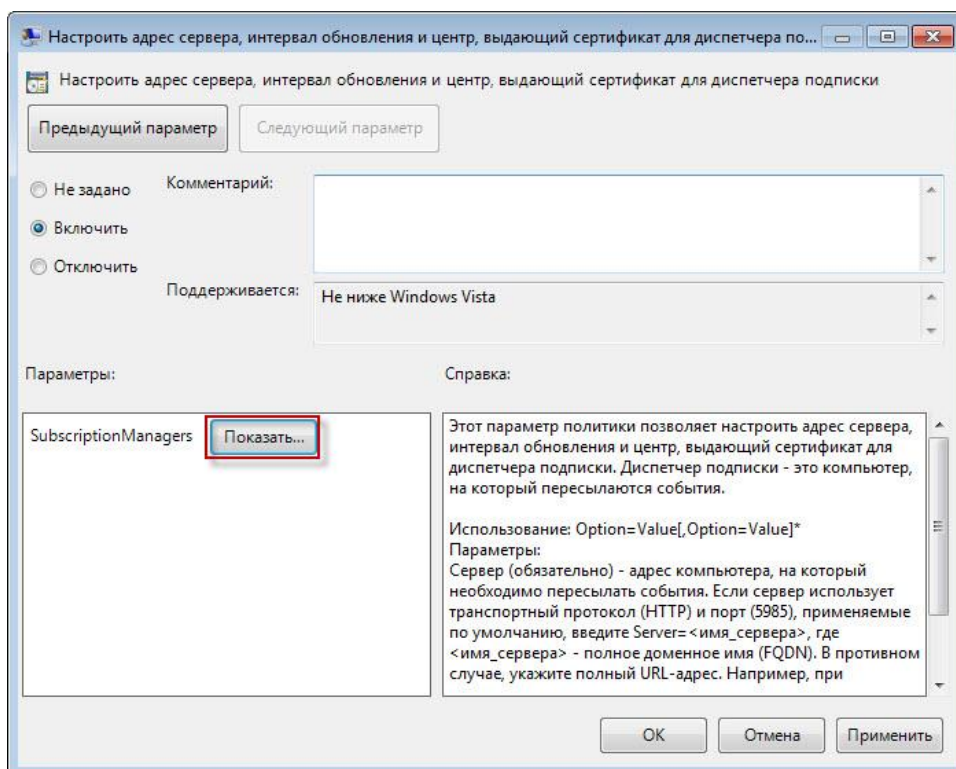 Настроить адрес сервера, интервал обновления и центр, выдающий сертификат для диспетчера по...
Настроить адрес сервера, интервал обновления и центр, выдающий сертификат для диспетчера подписки
Предыдущий параметр
Следующий параметр
Не задано
Комментарий:
Включить
Отключить
Поддерживается:
Не ниже Windows Vista
Параметры:
Справка:
SubscriptionManagers
Показать...
Этот параметр политики позволяет настроить адрес сервера,
интервал обновления и центр, выдающий сертификат для
диспетчера подписки. Диспетчер подписки - это компьютер,
на который пересылаются события.
Использование: Option=Value[,Option=Value]*
Параметры:
Сервер (обязательно) - адрес компьютера, на который
необходимо пересылать события. Если сервер использует
транспортный протокол (HTTP) и порт (5985), применяемые
по умолчанию, введите Server=<имя_сервера>, где
<имя_сервера> - полное доменное имя (FQDN). В противном
случае, укажите полный URL-адрес. Например, при
ОК
Отмена
Применить